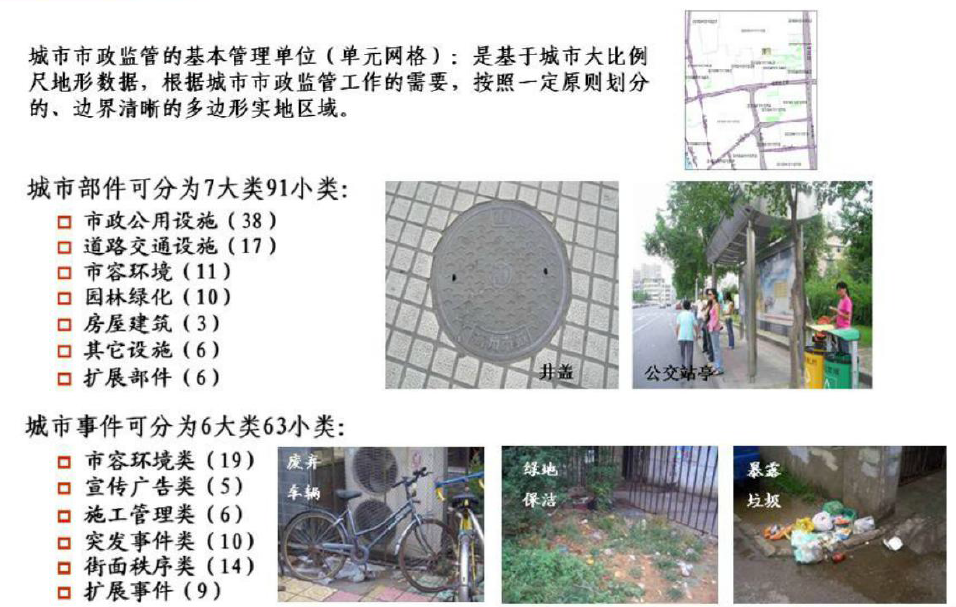 城市市政监管的基本管理单位（单元网格）：是基于城市大比例
尺地形数据，根据城市市政监管工作的需要，按照一定原则划分
的、边界清晰的多边形实地区域。
城市部件可分为7大类91小类：
市政公用设施（38）
道路交通设施（17）
市容环境（11）
园林绿化（10）
房屋建筑（3）
其它设施（6）
扩展部件（6）
井盖
公交站亭
城市事件可分为6大类63小类：
市容环境类（19）
宣传广告类（5）
施工管理类（6）
突发事件类（10）
街面秩序类（14）
扩展事件（9）
废弃
车辆
绿地
保洁
暴露
垃圾